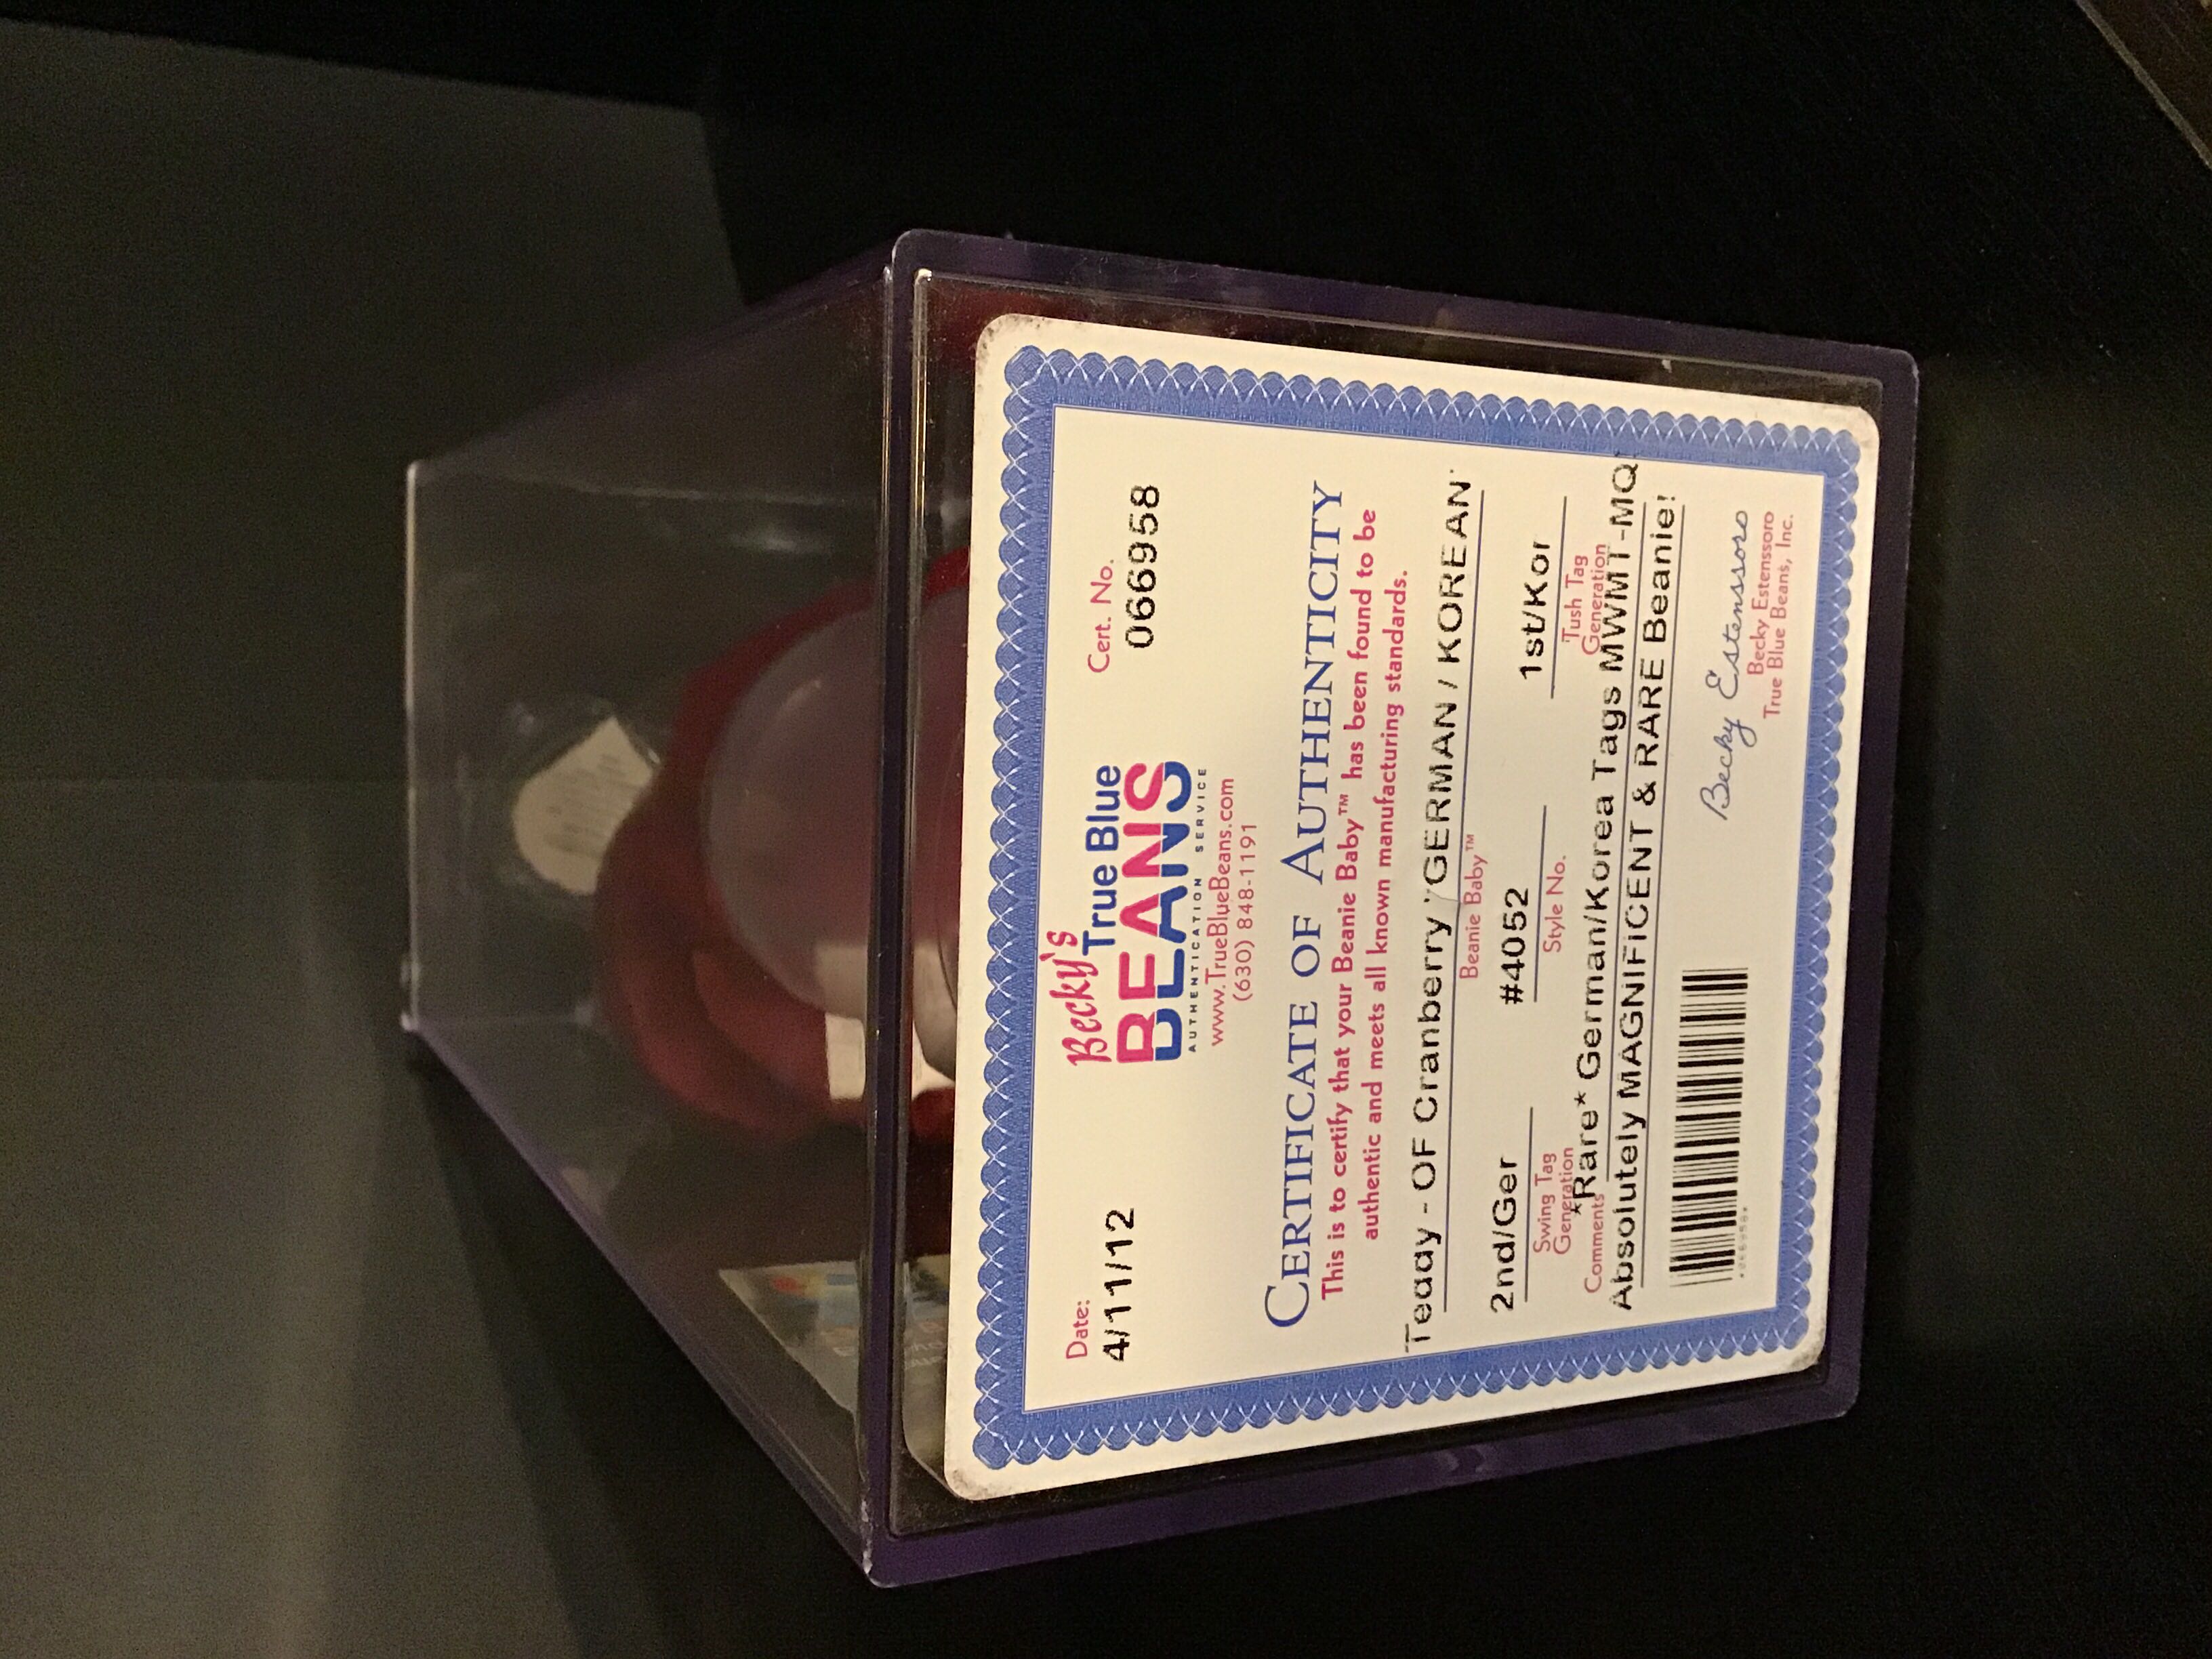 Date:
4/11/12
Becky's
True Blue
BEANS
AUTHENTICATION SERVICE
www.TrueBlueBeans.com
(630) 848-1191
Cert. No.
066958
CERTIFICATE OF AUTHENTICITY
This is to certify that your Beanie Baby™ has been found to be
authentic and meets all known manufacturing standards.
Teddy - OF Cranberry "GERMAN / KOREAN"
Beanie Baby™
2nd/Ger #4052 1st/Kor
Swing Tag
Generation
Style No.
Tush Tag
Generation
Comments
*Rare* German/Korea Tags MWMT-MQ!
Absolutely MAGNIFICENT & RARE Beanie!
*066958*
Becky Estenssoro
Becky Estenssoro
True Blue Beans, Inc.